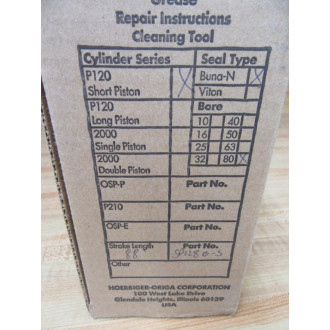 Grease
Repair Instructions
Cleaning Tool
Cylinder Series Seal Type
P120 X Buna-N X
Short Piston Viton
P120 Bore
Long Piston 10 40
2000 16 50
Single Piston 25 63
2000 32 80 X
Double Piston
OSP-P Part No.
P210 Part No.
OSP-E Part No.
Stroke Length
88
Other
HOERBIGER-ORIGA CORPORATION
100 West Lake Drive
Glendale Heights, Illinois 60139
USA